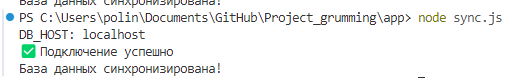 База данных синхронизирована!
PS C:\Users\polin\Documents\GitHub\Project_grumming\app> node sync.js
DB_HOST: localhost
✅ Подключение успешно
База данных синхронизирована!